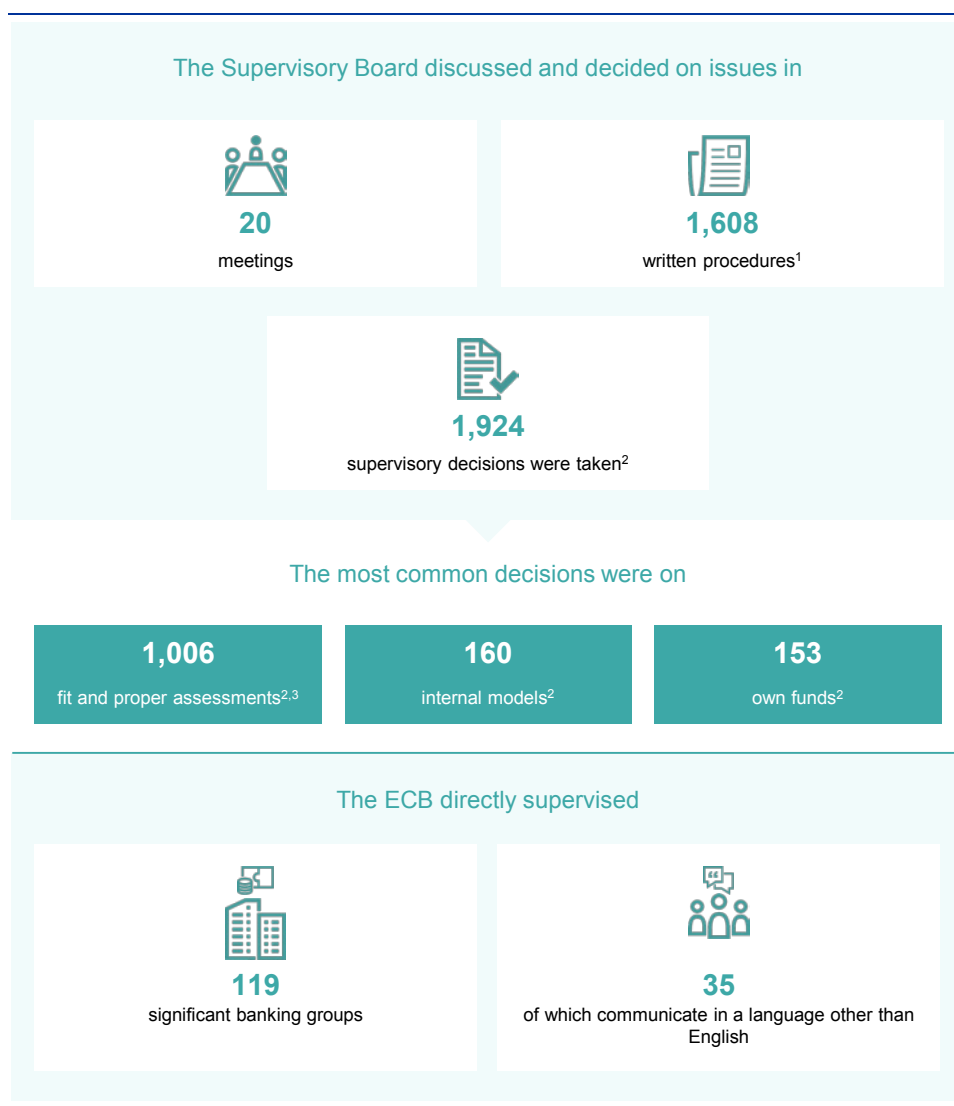 The Supervisory Board discussed and decided on issues in
20
meetings
1,608
written procedures¹
1,924
supervisory decisions were taken²
The most common decisions were on
1,006
fit and proper assessments²,³
160
internal models²
153
own funds²
The ECB directly supervised
119
significant banking groups
35
of which communicate in a language other than
English